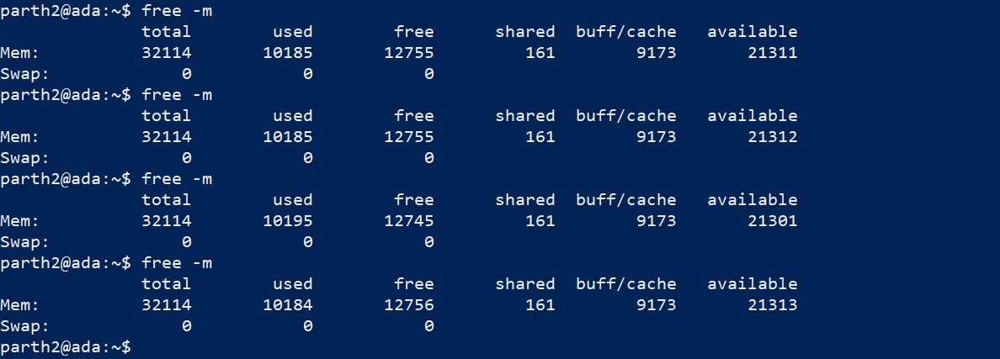 parth2@ada:~$ free -m
              total        used        free      shared  buff/cache   available
Mem:          32114       10185       12755         161        9173       21311
Swap:             0           0           0
parth2@ada:~$ free -m
              total        used        free      shared  buff/cache   available
Mem:          32114       10185       12755         161        9173       21312
Swap:             0           0           0
parth2@ada:~$ free -m
              total        used        free      shared  buff/cache   available
Mem:          32114       10195       12745         161        9173       21301
Swap:             0           0           0
parth2@ada:~$ free -m
              total        used        free      shared  buff/cache   available
Mem:          32114       10184       12756         161        9173       21313
Swap:             0           0           0
parth2@ada:~$